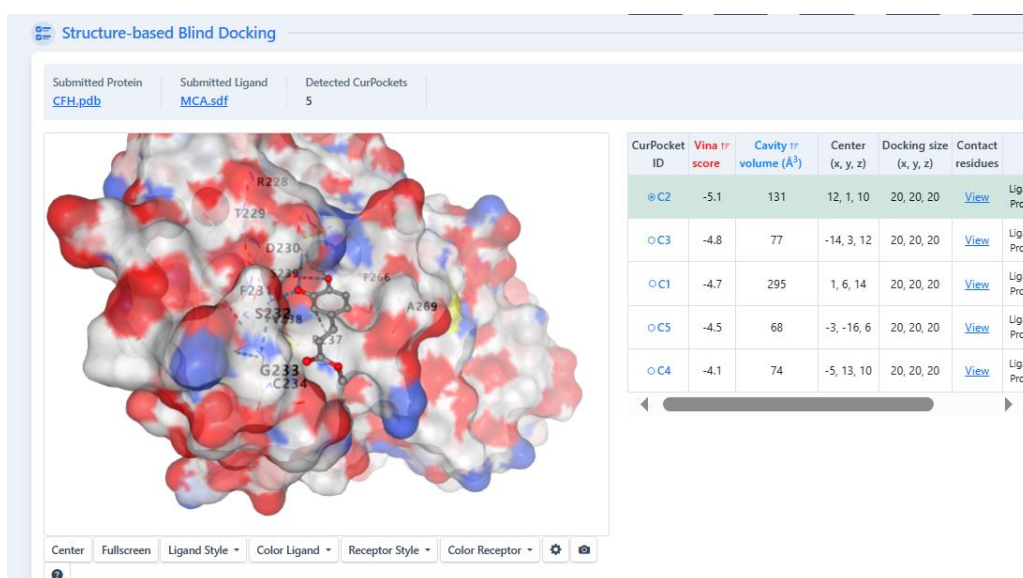 Structure-based Blind Docking
Submitted Protein Submitted Ligand Detected CurPockets
CFH.pdb MCA.sdf 5
CurPocket ID Vina score Cavity volume (Å3) Center (x, y, z) Docking size (x, y, z) Contact residues
C2 -5.1 131 12, 1, 10 20, 20, 20 View
C3 -4.8 77 -14, 3, 12 20, 20, 20 View
C1 -4.7 295 1, 6, 14 20, 20, 20 View
C5 -4.5 68 -3, -16, 6 20, 20, 20 View
C4 -4.1 74 -5, 13, 10 20, 20, 20 View
R228
T229
D230
S239
F266
F231
A269
S232
G233
C234
Center Fullscreen Ligand Style Color Ligand Receptor Style Color Receptor